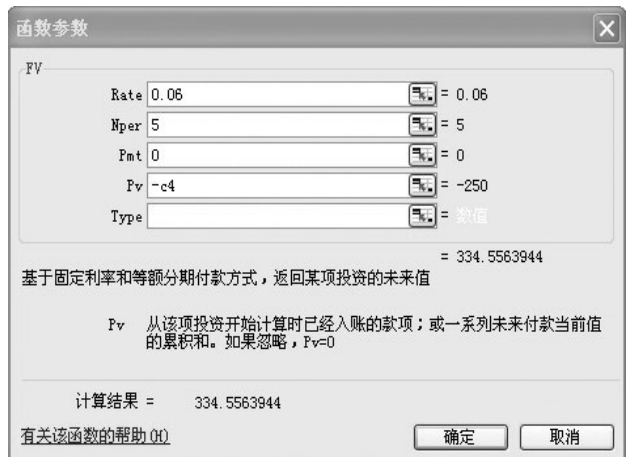 函数参数
FV
Rate 0.06 = 0.06
Nper 5 = 5
Pmt 0 = 0
Pv -c4 = -250
Type = 数值
= 334.5563944
基于固定利率和等额分期付款方式，返回某项投资的未来值
Pv 从该项投资开始计算时已经入账的款项；或一系列未来付款当前值
的累积和。如果忽略，Pv=0
计算结果 = 334.5563944
有关该函数的帮助(H) 确定 取消